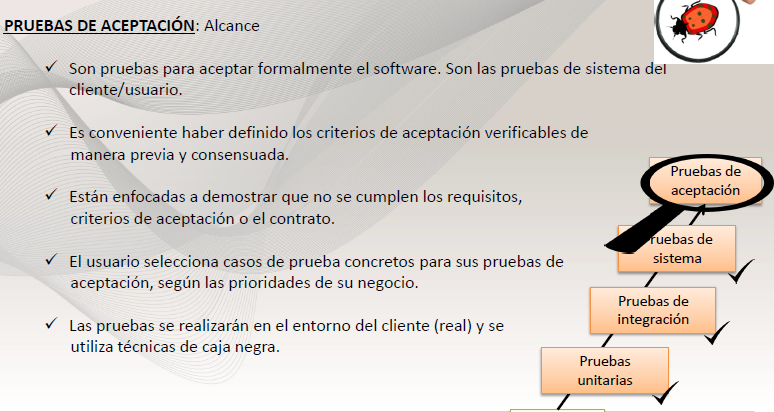 PRUEBAS DE ACEPTACIÓN: Alcance
✓ Son pruebas para aceptar formalmente el software. Son las pruebas de sistema del
cliente/usuario.
✓ Es conveniente haber definido los criterios de aceptación verificables de
manera previa y consensuada.
✓ Están enfocadas a demostrar que no se cumplen los requisitos,
criterios de aceptación o el contrato.
✓ El usuario selecciona casos de prueba concretos para sus pruebas de
aceptación, según las prioridades de su negocio.
✓ Las pruebas se realizarán en el entorno del cliente (real) y se
utiliza técnicas de caja negra.
Pruebas de
aceptación
ruebas de
sistema
Pruebas de
integración
Pruebas
unitarias